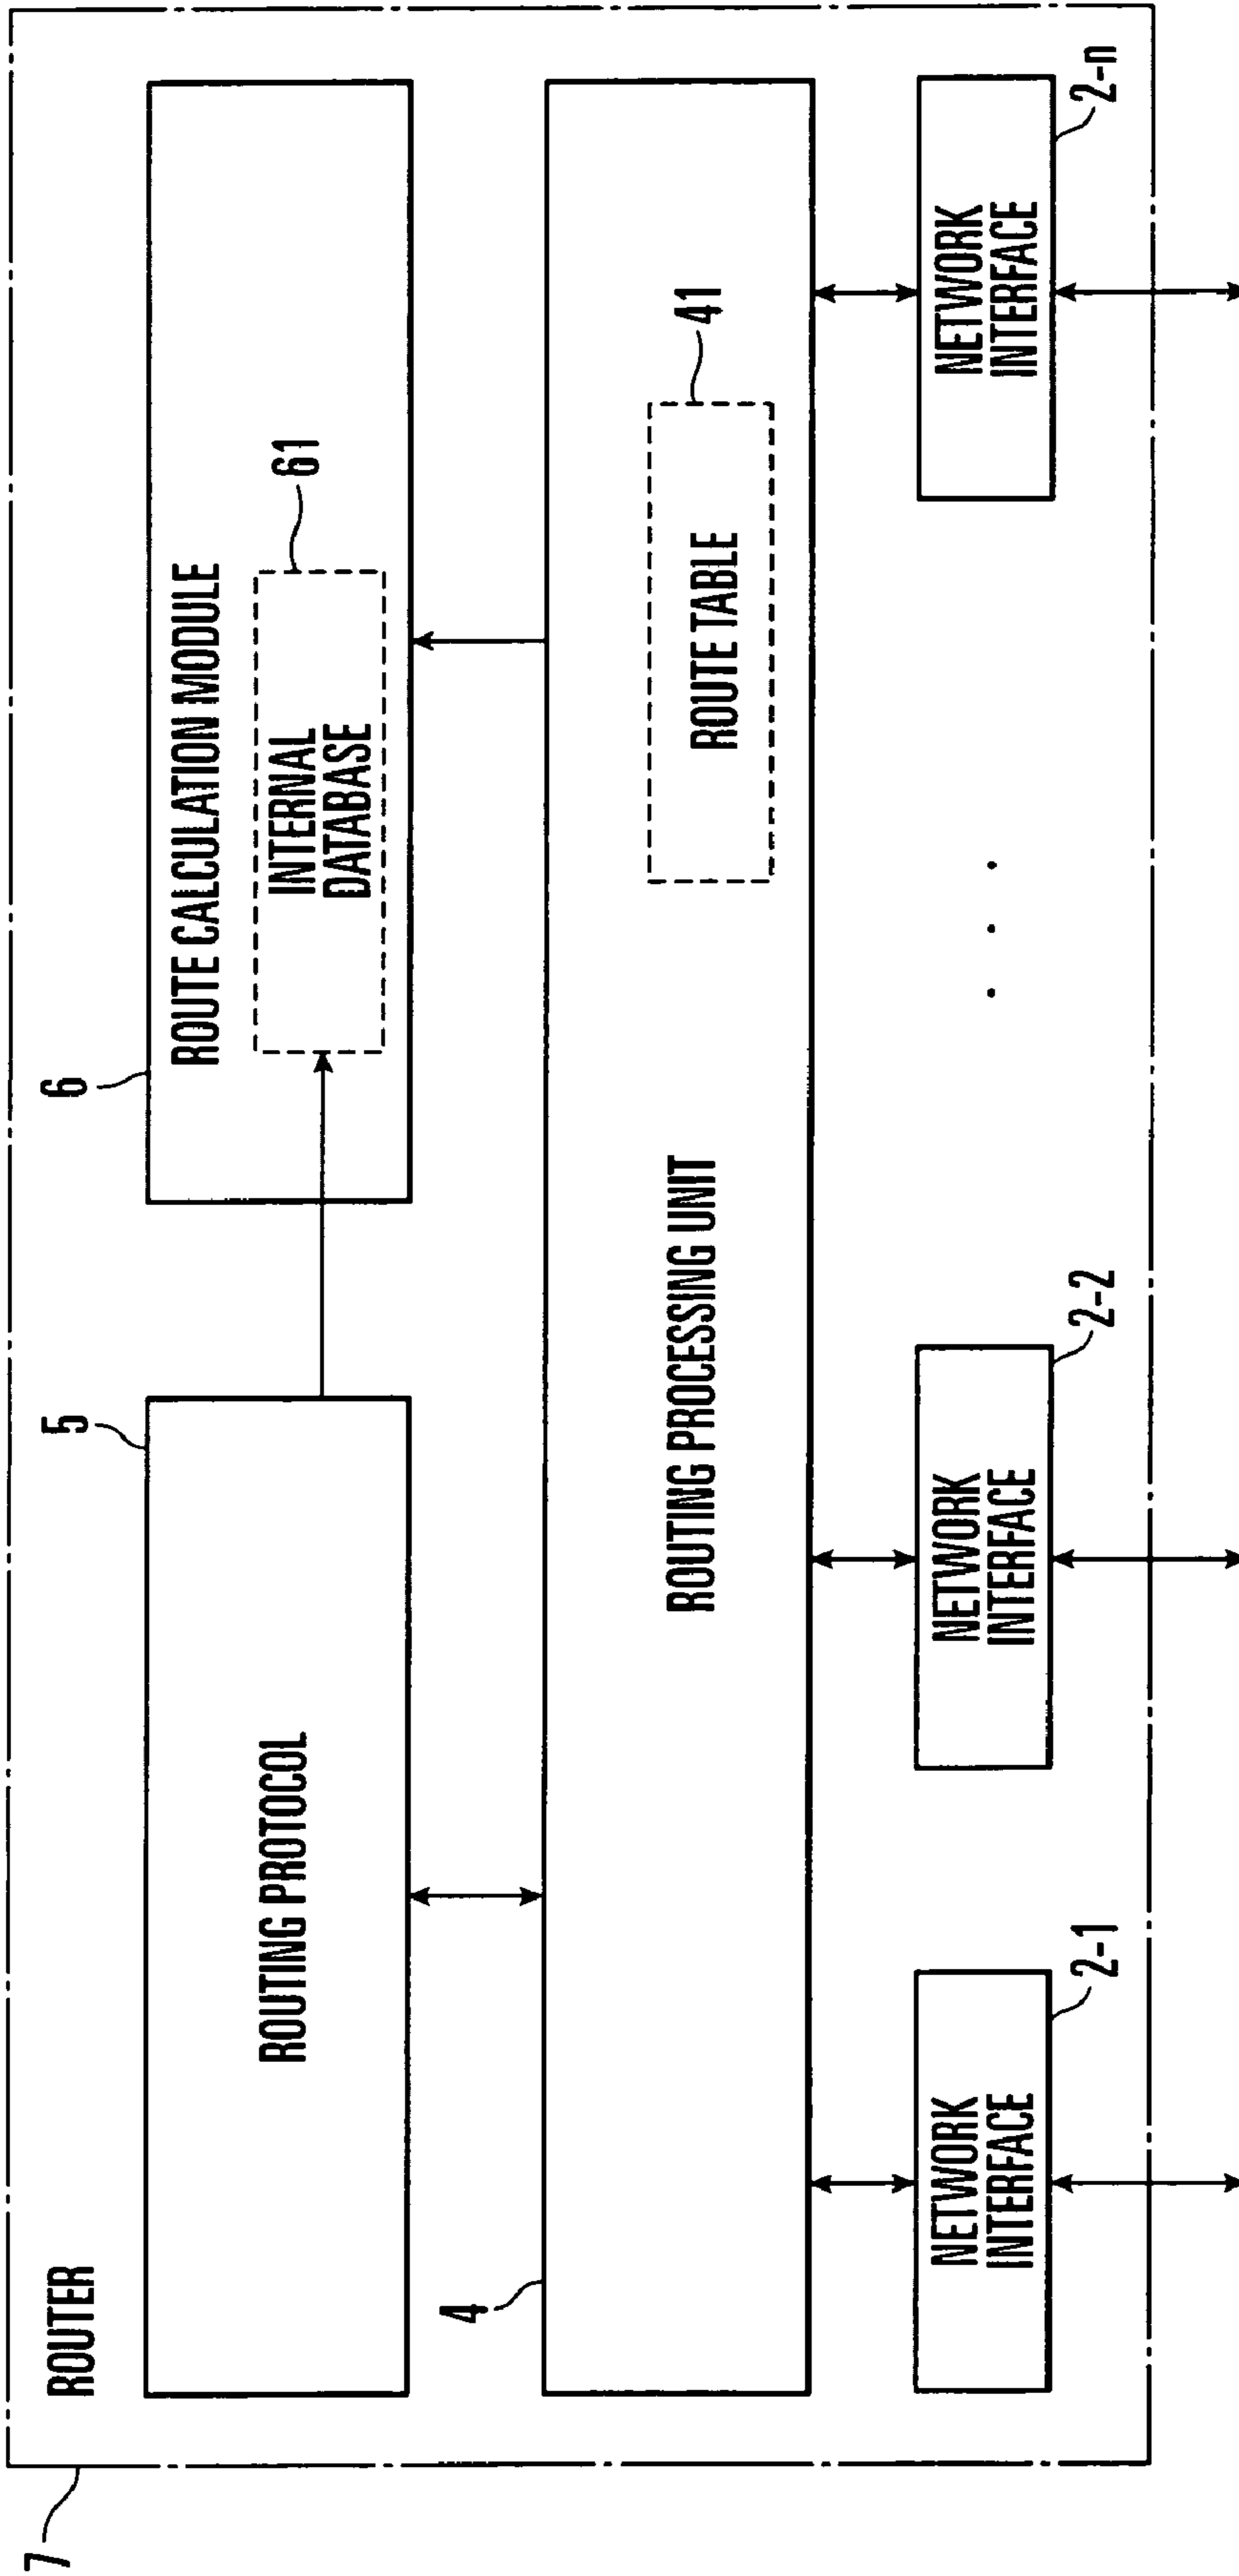 7
ROUTER
5
6
ROUTING PROTOCOL
ROUTE CALCULATION MODULE
INTERNAL
DATABASE
61
4
ROUTING PROCESSING UNIT
ROUTE TABLE
41
NETWORK
INTERFACE
2-1
NETWORK
INTERFACE
2-2
. . .
NETWORK
INTERFACE
2-n